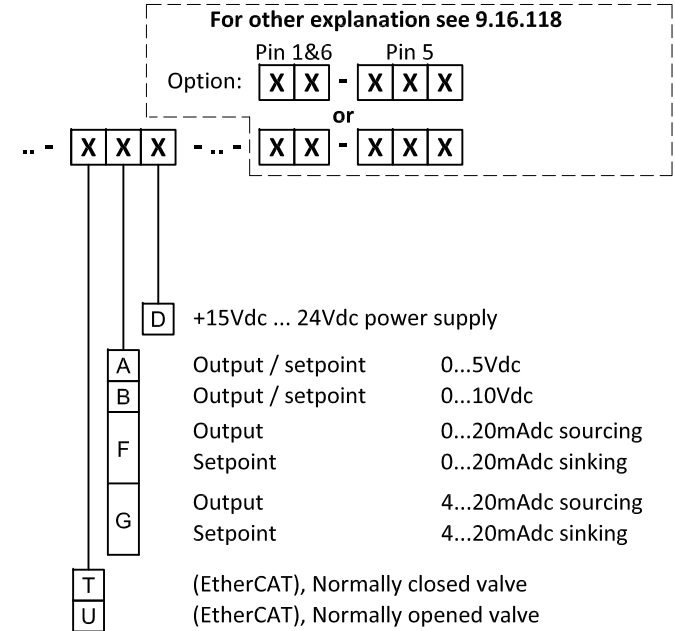 For other explanation see 9.16.118
Pin 1&6 Pin 5
Option: X X - X X X
or
.. - X X X - .. - X X - X X X
D +15Vdc ... 24Vdc power supply
A Output / setpoint 0...5Vdc
B Output / setpoint 0...10Vdc
F Output 0...20mAdc sourcing
Setpoint 0...20mAdc sinking
G Output 4...20mAdc sourcing
Setpoint 4...20mAdc sinking
T (EtherCAT), Normally closed valve
U (EtherCAT), Normally opened valve